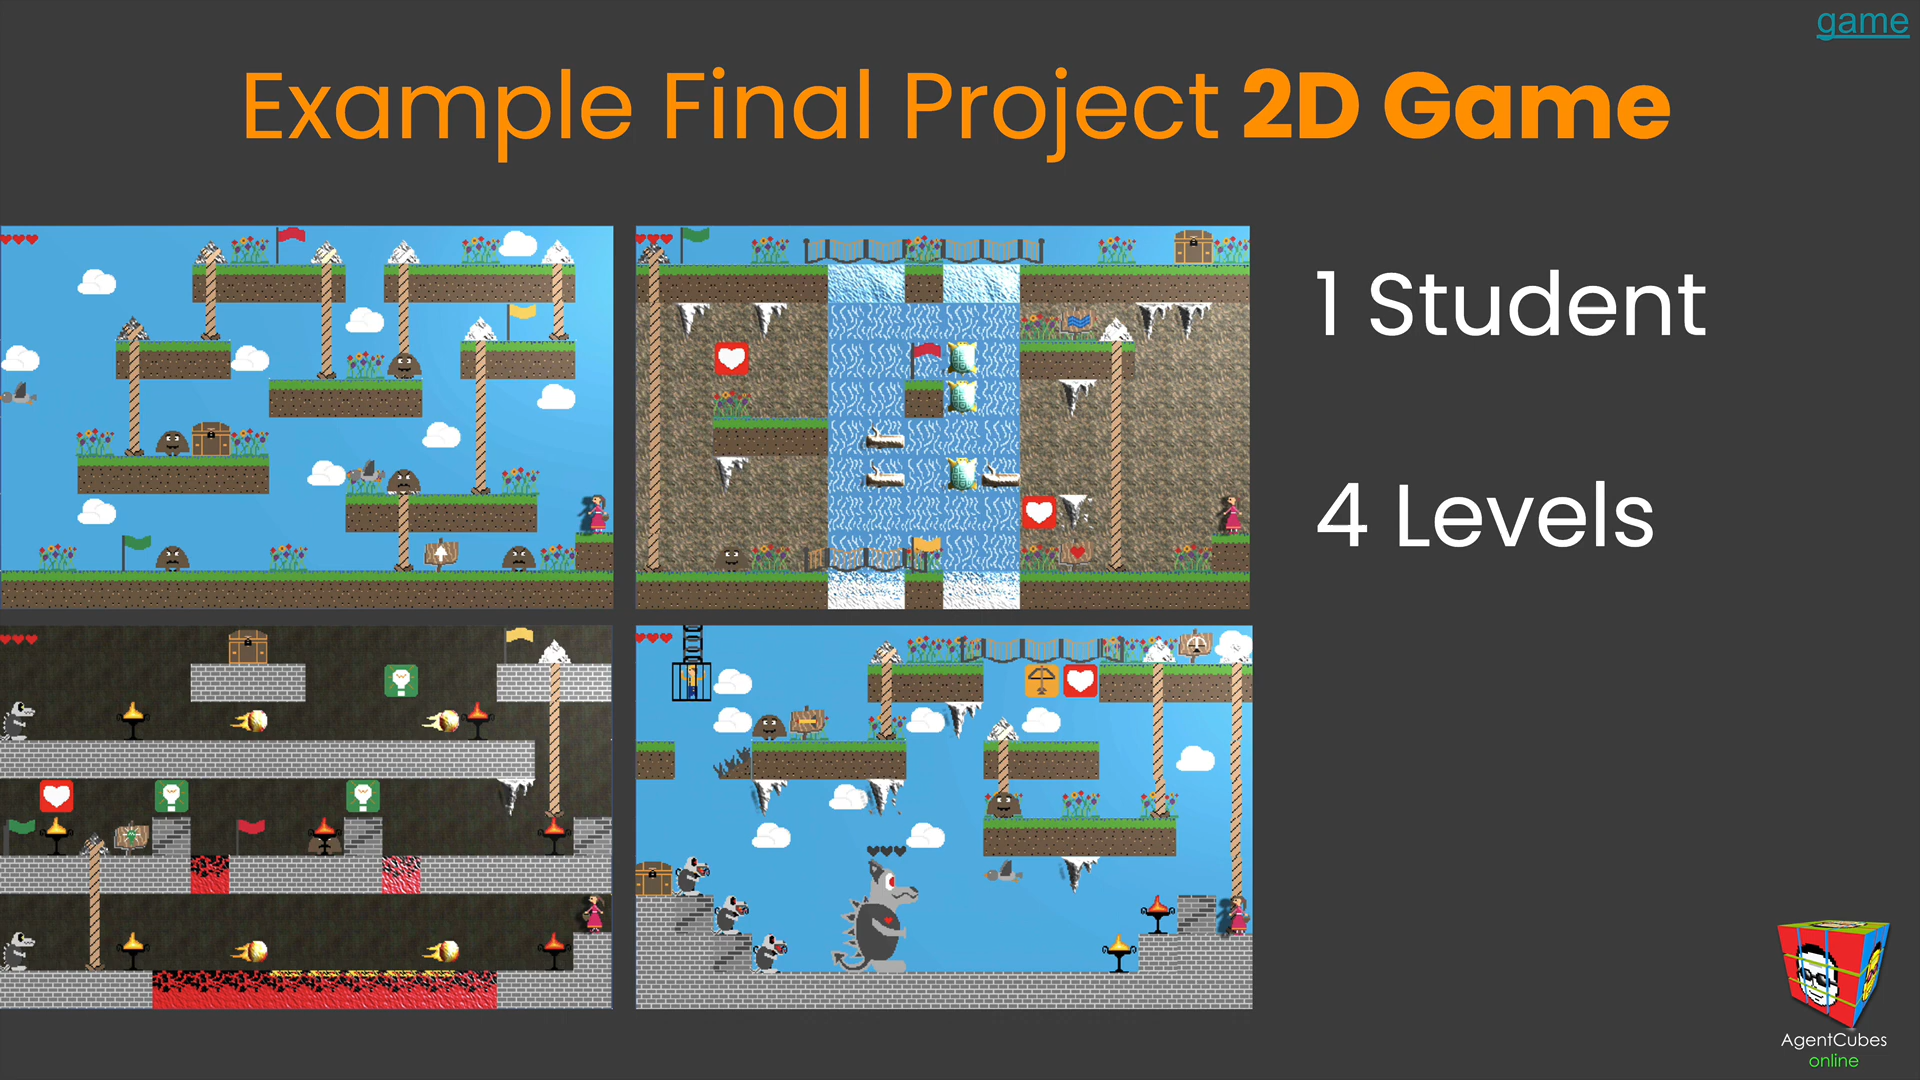 game
Example Final Project 2D Game
1 Student
4 Levels
AgentCubes
online